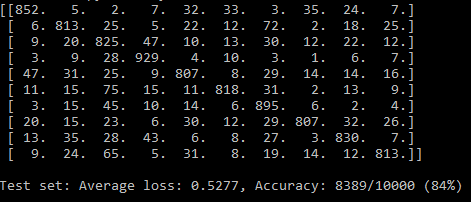 [[852. 5. 2. 7. 32. 33. 3. 35. 24. 7.]
[ 6. 813. 25. 5. 22. 12. 72. 2. 18. 25.]
[ 9. 20. 825. 47. 10. 13. 30. 12. 22. 12.]
[ 3. 9. 28. 929. 4. 10. 3. 1. 6. 7.]
[ 47. 31. 25. 9. 807. 8. 29. 14. 14. 16.]
[ 11. 15. 75. 15. 11. 818. 31. 2. 13. 9.]
[ 3. 15. 45. 10. 14. 6. 895. 6. 2. 4.]
[ 20. 15. 23. 6. 30. 12. 29. 807. 32. 26.]
[ 13. 35. 28. 43. 6. 8. 27. 3. 830. 7.]
[ 9. 24. 65. 5. 31. 8. 19. 14. 12. 813.]]
Test set: Average loss: 0.5277, Accuracy: 8389/10000 (84%)